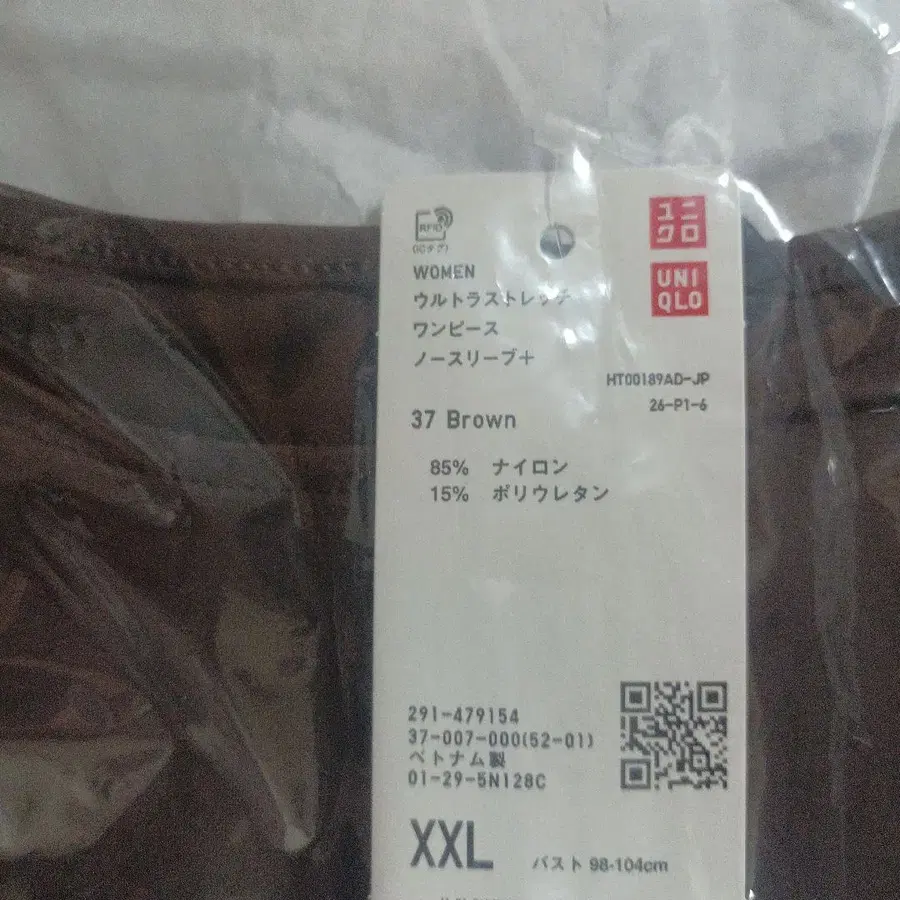 RFID
(ICタグ)
ユニ
クロ
UNI
QLO
WOMEN
ウルトラストレッチ
ワンピース
ノースリーブ+
HT00189AD-JP
26-P1-6
37 Brown
85% ナイロン
15% ポリウレタン
291-479154
37-007-000(52-01)
ベトナム製
01-29-5N128C
XXL バスト 98-104cm